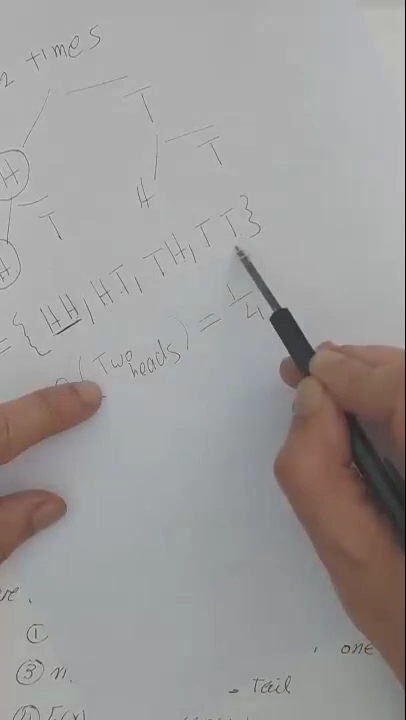 2 times
T
H
T
H T
H
={ HH, HT, TH, TT}
(Two heads) = 1/4
①
, one
③ n.
- Tail